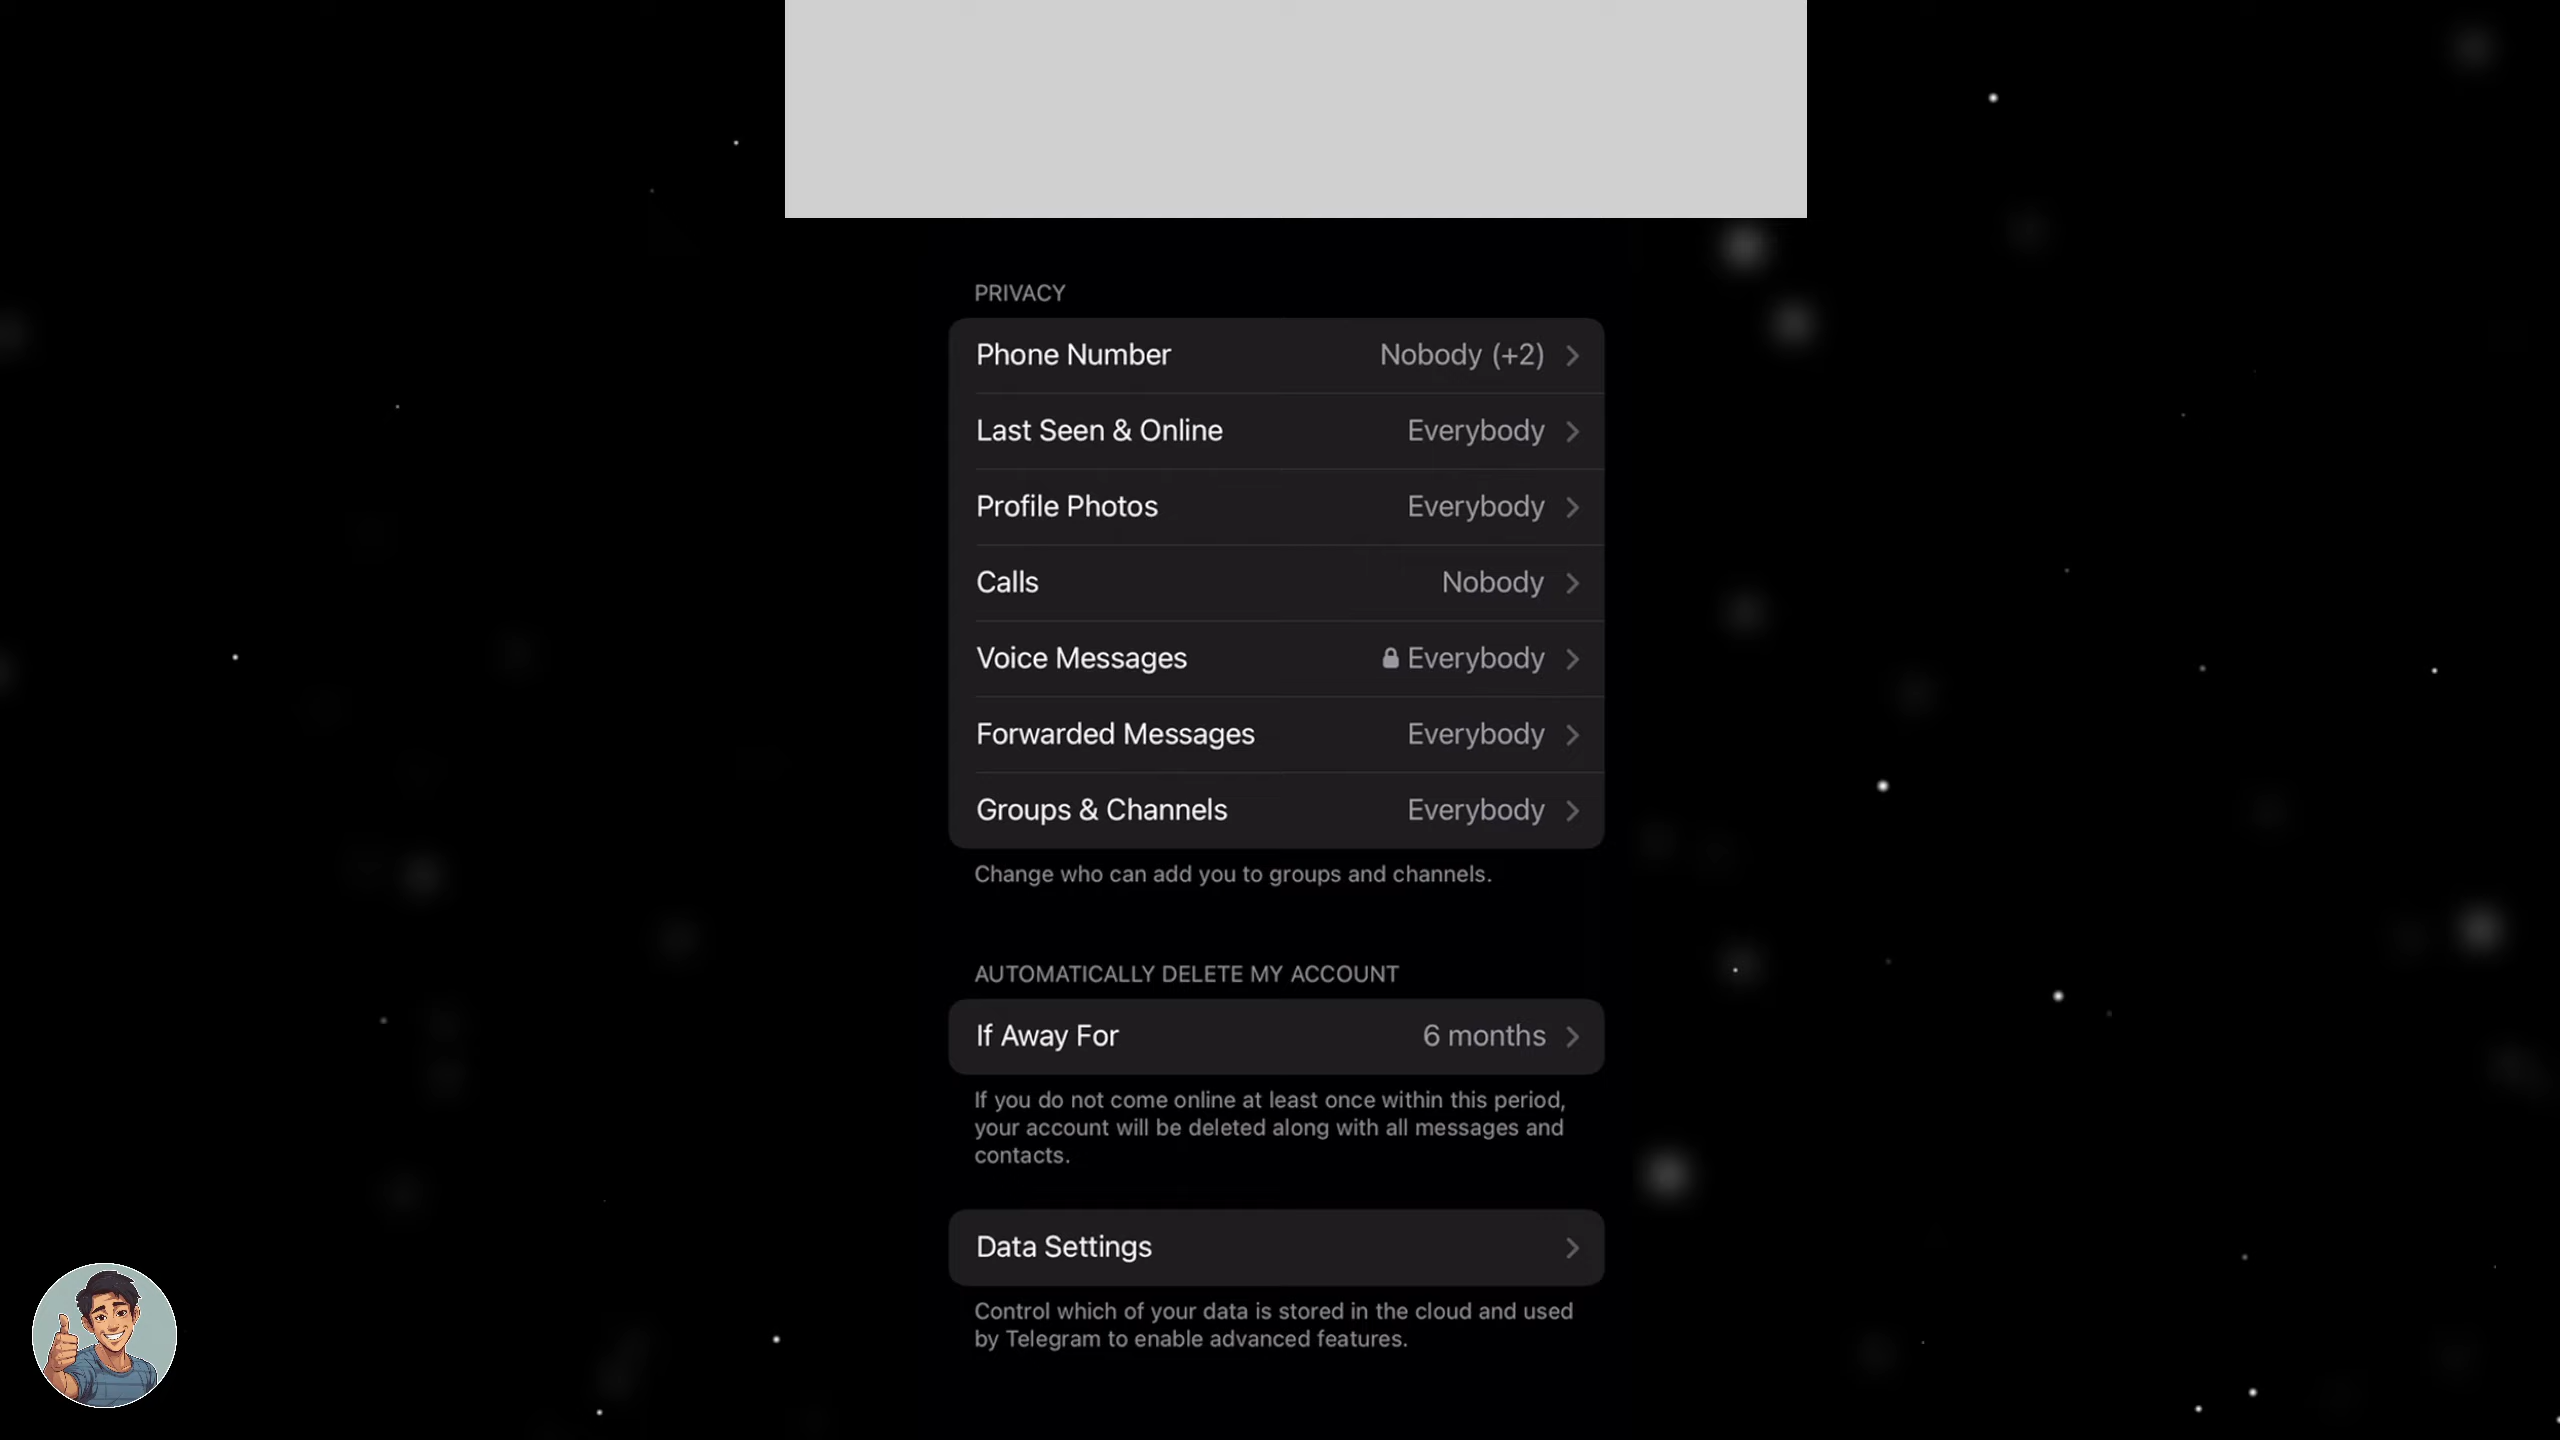 PRIVACY
Phone Number Nobody (+2)
Last Seen & Online Everybody
Profile Photos Everybody
Calls Nobody
Voice Messages Everybody
Forwarded Messages Everybody
Groups & Channels Everybody
Change who can add you to groups and channels.
AUTOMATICALLY DELETE MY ACCOUNT
If Away For 6 months
If you do not come online at least once within this period,
your account will be deleted along with all messages and
contacts.
Data Settings
Control which of your data is stored in the cloud and used
by Telegram to enable advanced features.